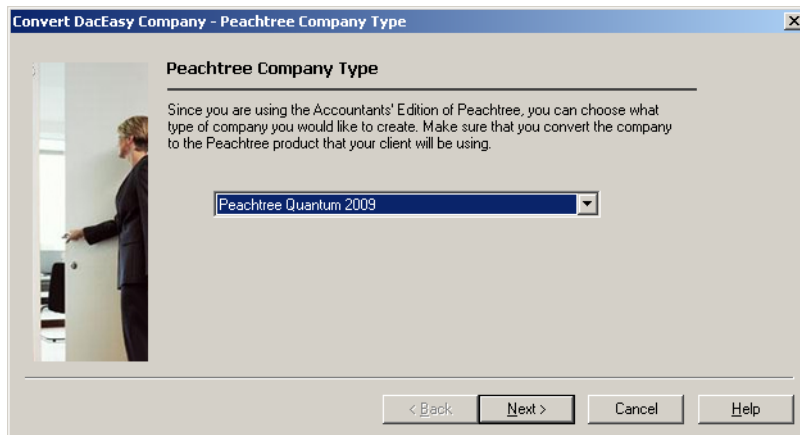 Convert DacEasy Company - Peachtree Company Type
Peachtree Company Type
Since you are using the Accountants' Edition of Peachtree, you can choose what
type of company you would like to create. Make sure that you convert the company
to the Peachtree product that your client will be using.
Peachtree Quantum 2009
< Back
Next >
Cancel
Help